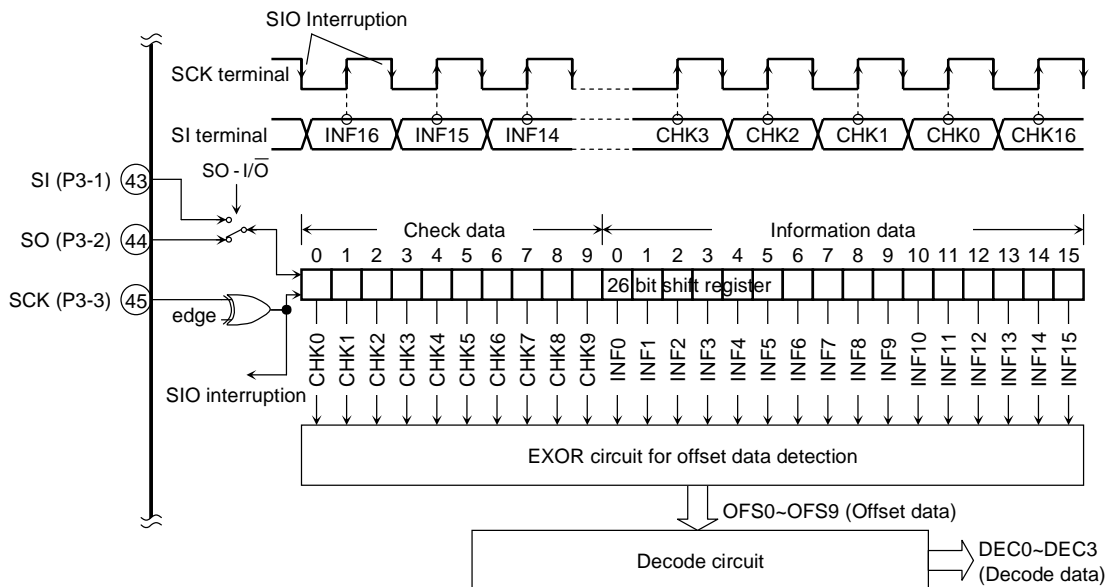 SIO Interruption
SCK terminal
SI terminal
INF16 INF15 INF14 CHK3 CHK2 CHK1 CHK0 CHK16
SO - I/O̅
SI (P3-1) 43
SO (P3-2) 44
SCK (P3-3) 45
Check data Information data
0 1 2 3 4 5 6 7 8 9 0 1 2 3 4 5 6 7 8 9 10 11 12 13 14 15
26 bit shift register
edge
SIO interruption
CHK0 CHK1 CHK2 CHK3 CHK4 CHK5 CHK6 CHK7 CHK8 CHK9 INF0 INF1 INF2 INF3 INF4 INF5 INF6 INF7 INF8 INF9 INF10 INF11 INF12 INF13 INF14 INF15
EXOR circuit for offset data detection
OFS0~OFS9 (Offset data)
Decode circuit
DEC0~DEC3
(Decode data)